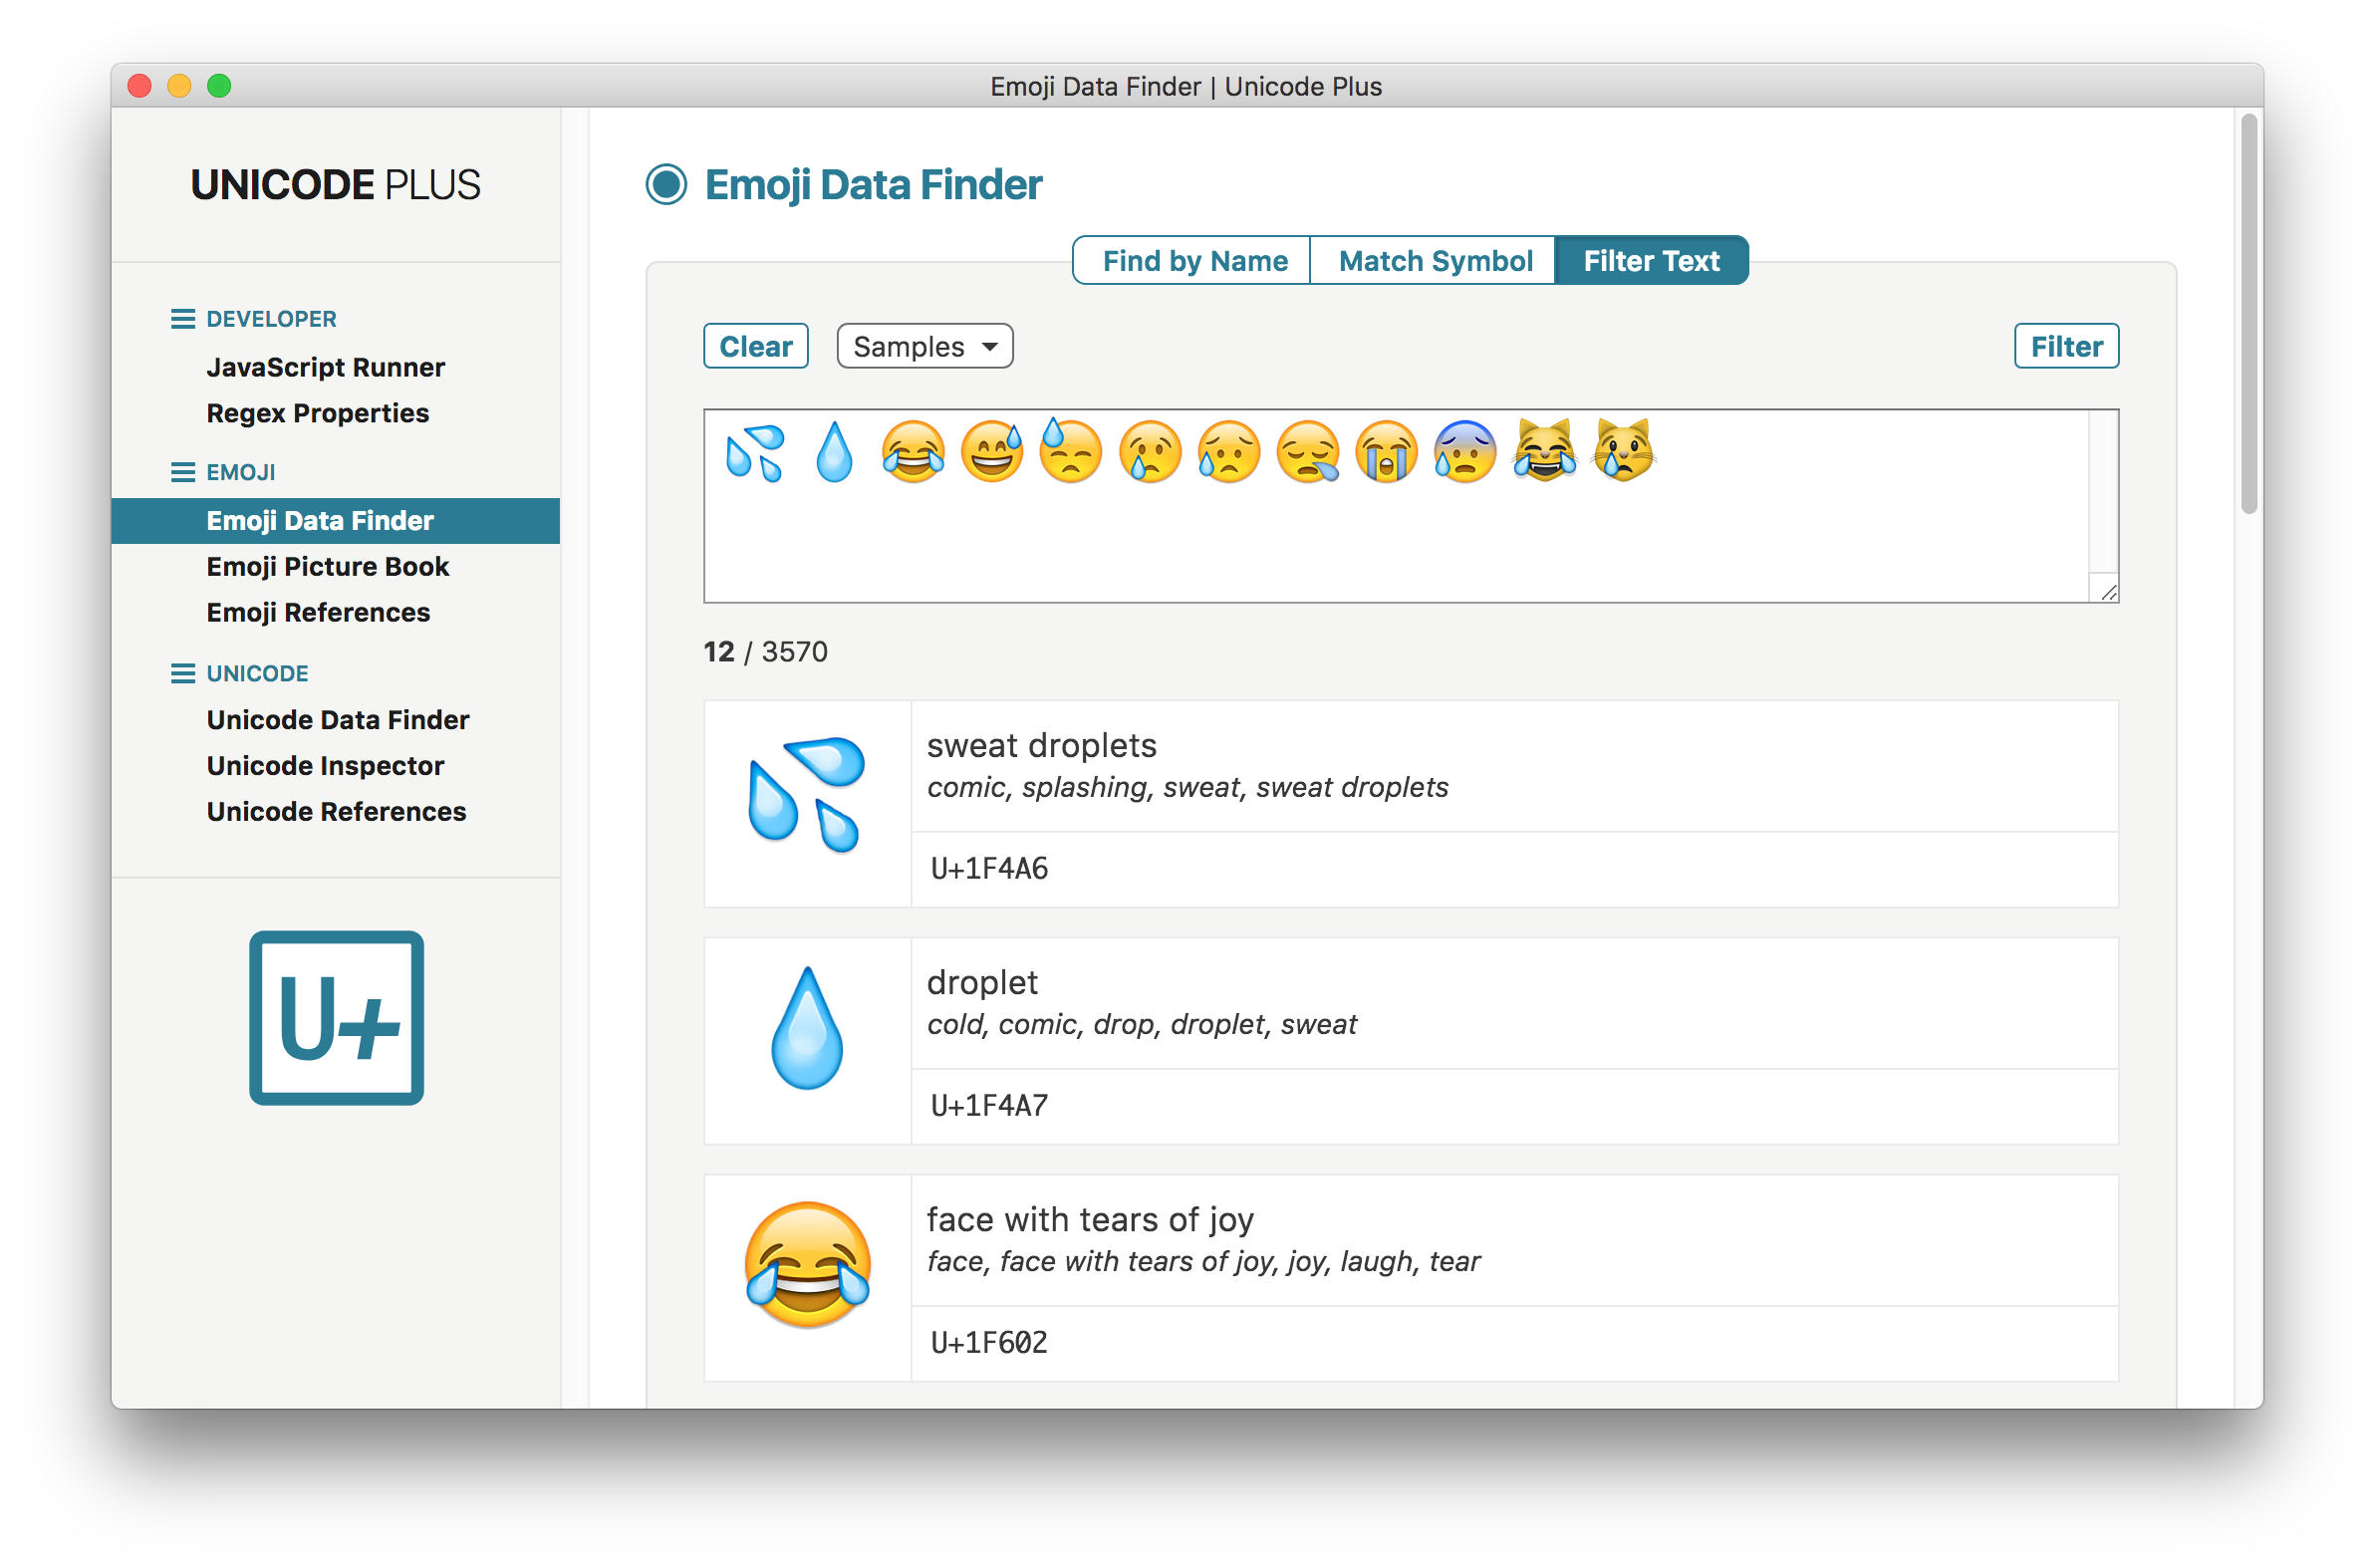 Emoji Data Finder | Unicode Plus
UNICODE PLUS
DEVELOPER
JavaScript Runner
Regex Properties
EMOJI
Emoji Data Finder
Emoji Picture Book
Emoji References
UNICODE
Unicode Data Finder
Unicode Inspector
Unicode References
U+
Emoji Data Finder
Find by Name
Match Symbol
Filter Text
Clear
Samples
Filter
💦 💧 😂 😅 😓 😢 😥 😪 😭 😰 😹 😿
12 / 3570
sweat droplets
comic, splashing, sweat, sweat droplets
U+1F4A6
droplet
cold, comic, drop, droplet, sweat
U+1F4A7
face with tears of joy
face, face with tears of joy, joy, laugh, tear
U+1F602